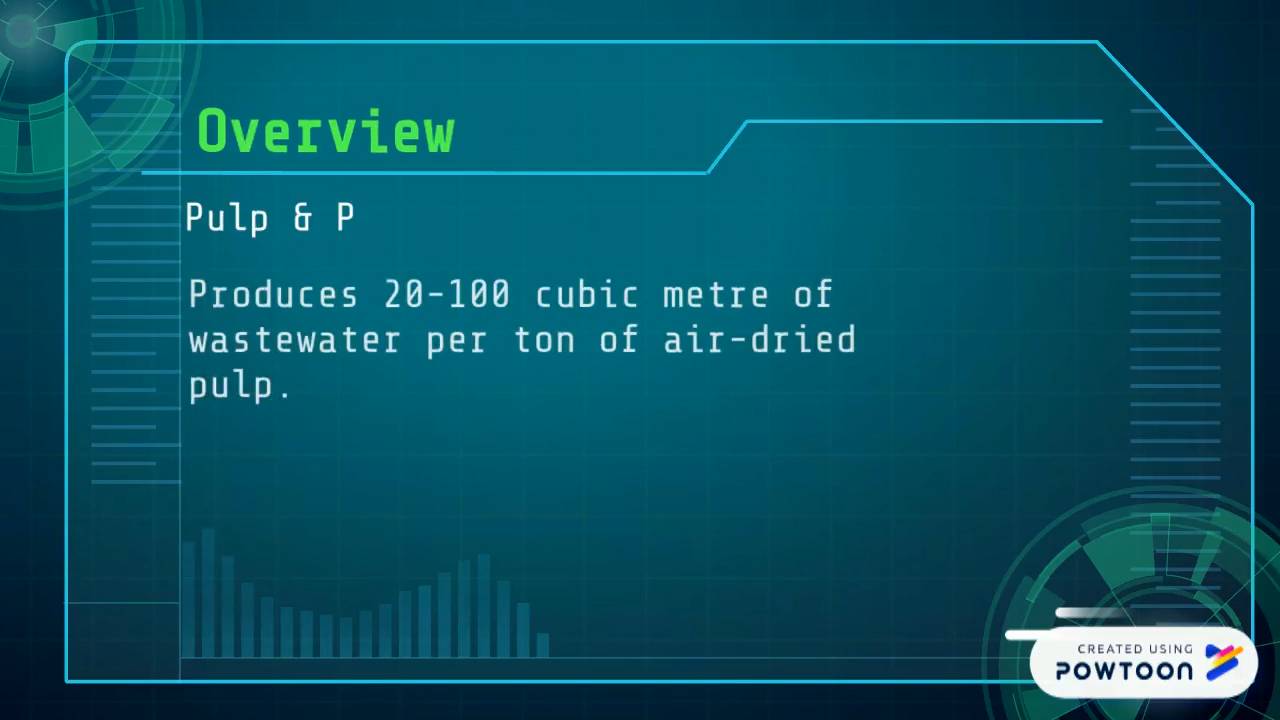 Overview
Pulp & P
Produces 20-100 cubic metre of
wastewater per ton of air-dried
pulp.
CREATED USING
POWTOON